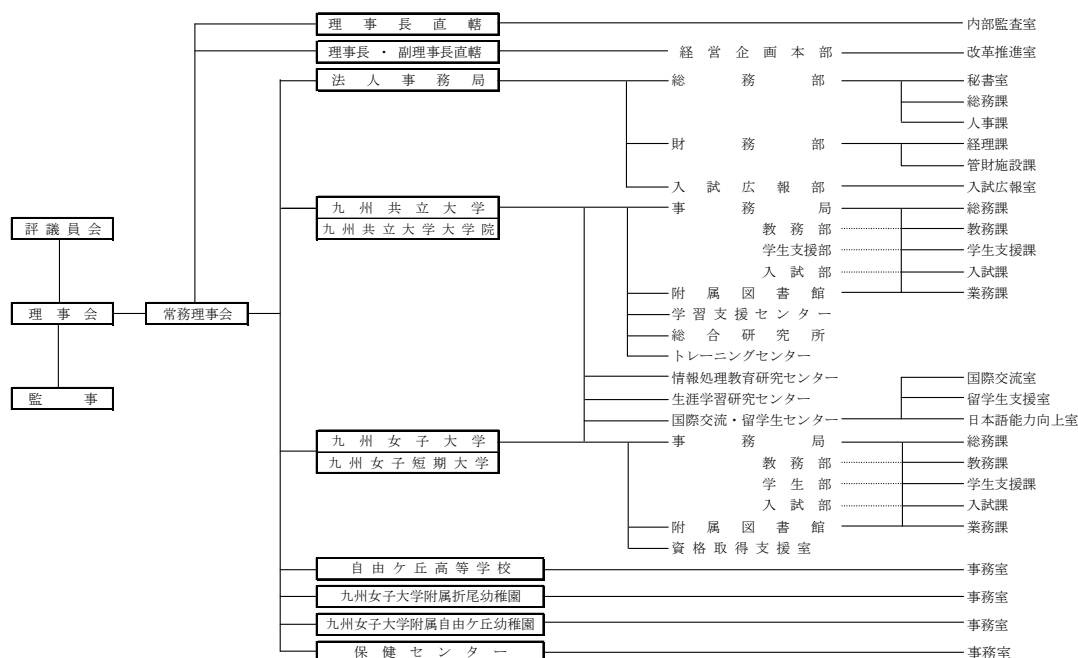 理事長直轄 内部監査室
理事長・副理事長直轄 経営企画本部 改革推進室
法人事務局 総務部 秘書室
総務課
人事課
財務部 経理課
管財施設課
入試広報部 入試広報室
九州共立大学 事務局 総務課
九州共立大学大学院
評議員会
教務部 教務課
学生支援部 学生支援課
入試部 入試課
附属図書館 業務課
理事会 常務理事会
学習支援センター
総合研究所
トレーニングセンター
情報処理教育研究センター 国際交流室
生涯学習研究センター 留学生支援室
監事
国際交流・留学生センター 日本語能力向上室
九州女子大学 事務局 総務課
九州女子短期大学
教務部 教務課
学生部 学生支援課
入試部 入試課
附属図書館 業務課
資格取得支援室
自由ケ丘高等学校 事務室
九州女子大学附属折尾幼稚園 事務室
九州女子大学附属自由ケ丘幼稚園 事務室
保健センター 事務室